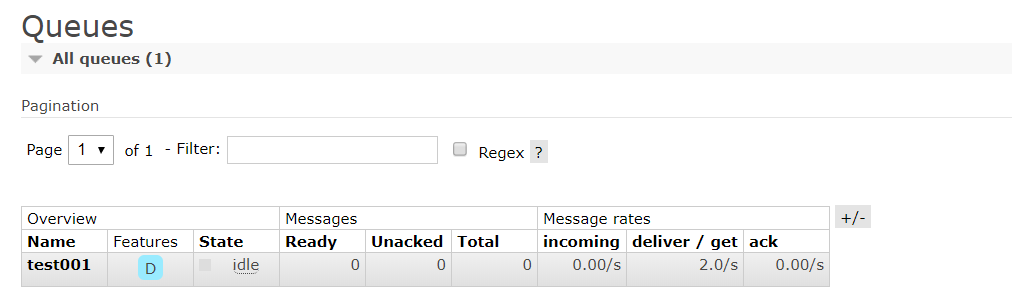 Queues
All queues (1)
Pagination
Page 1 of 1 - Filter: Regex ?
Overview Messages Message rates +/-
Name Features State Ready Unacked Total incoming deliver / get ack
test001 D idle 0 0 0 0.00/s 2.0/s 0.00/s